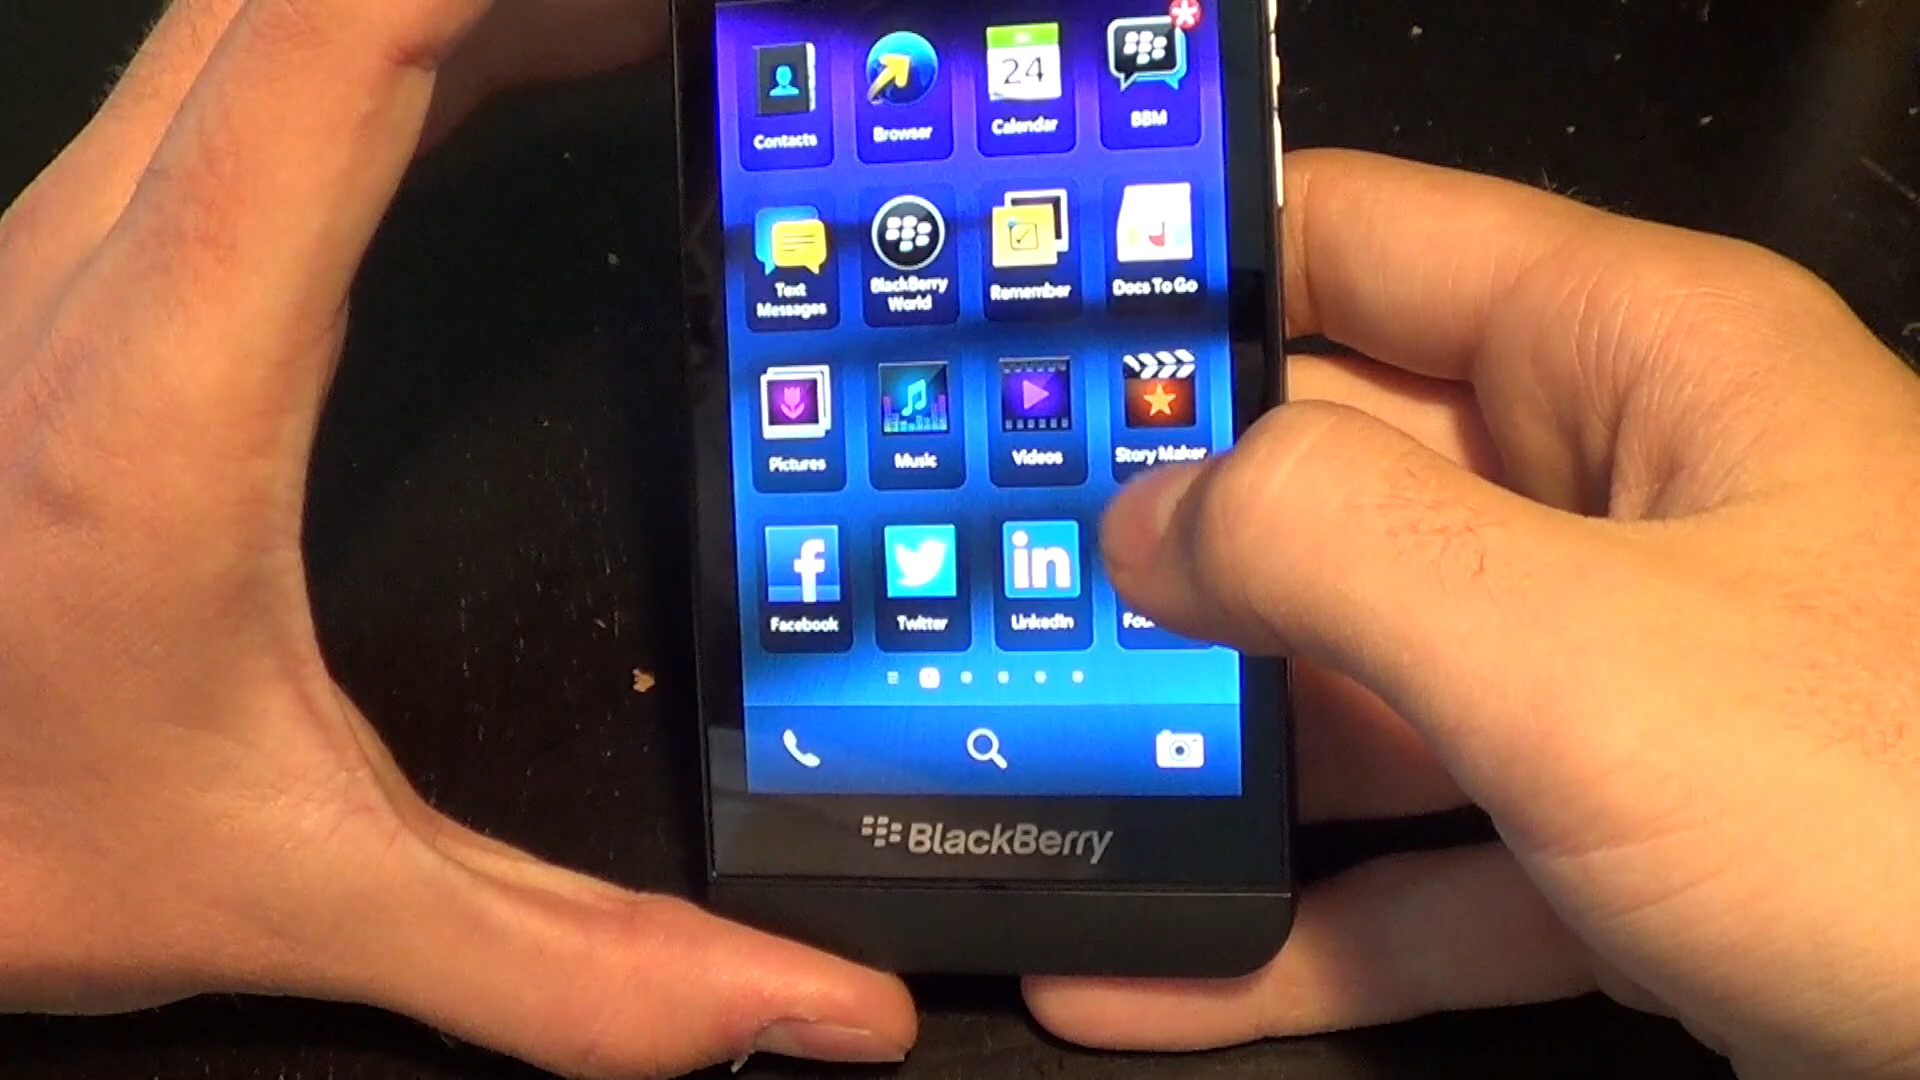 24
Contacts
Browser
Calendar
BBM
Text
Messages
BlackBerry
World
Remember
Docs To Go
Pictures
Music
Videos
Story Maker
f
in
Facebook
Twitter
LinkedIn
BlackBerry